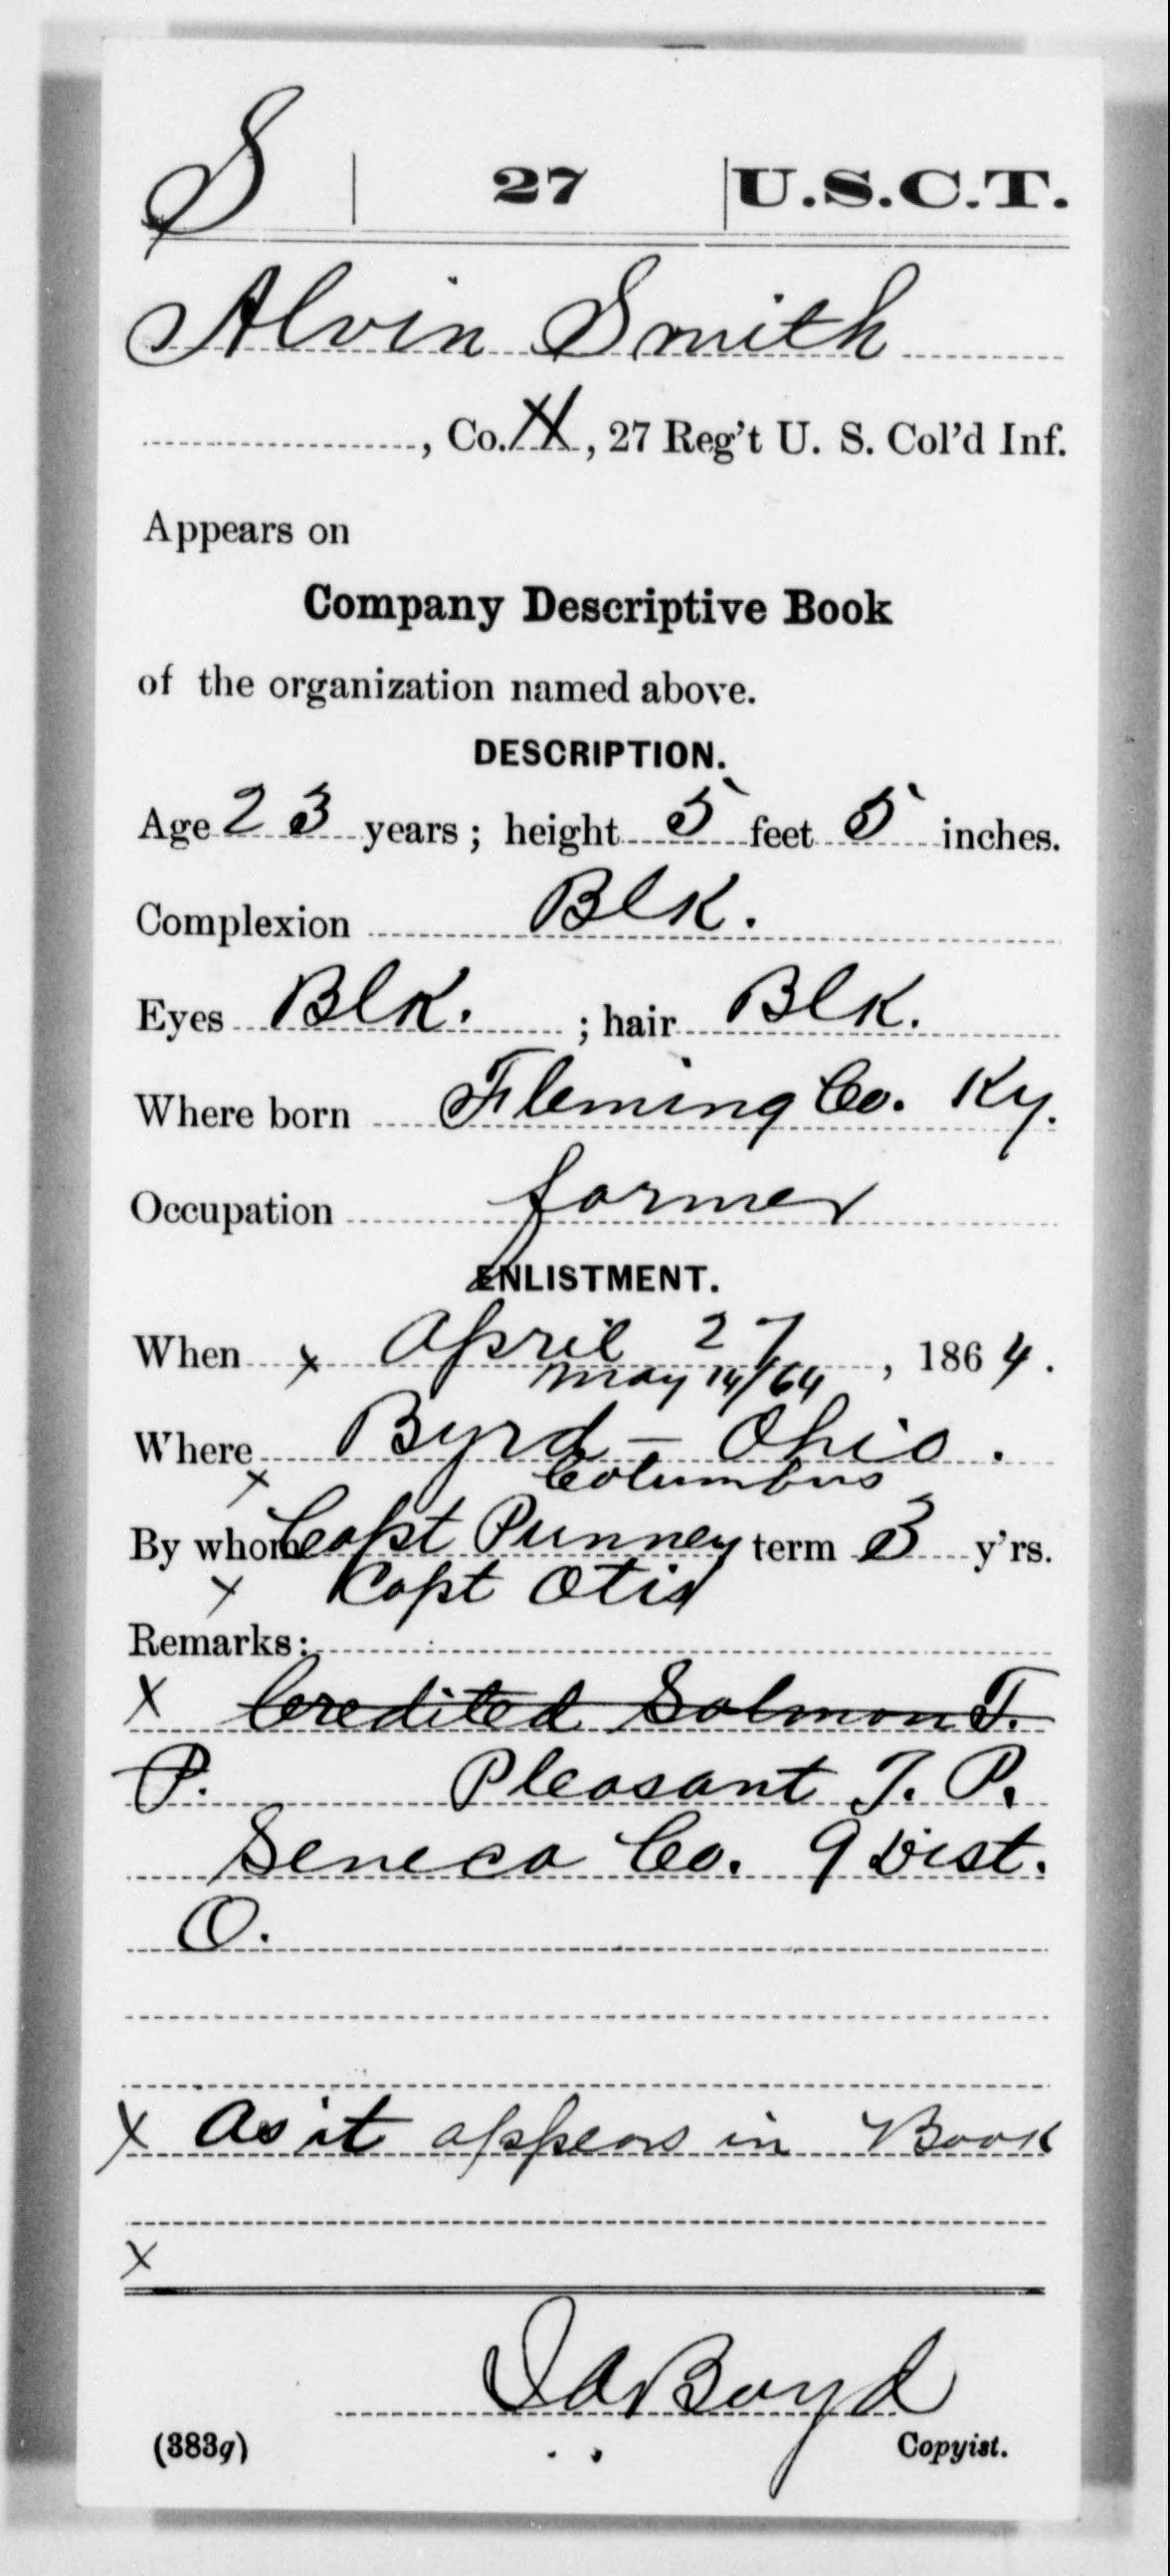 S | 27 | U.S.C.T.
Alvin Smith
, Co. H, 27 Reg't U. S. Col'd Inf.
Appears on
Company Descriptive Book
of the organization named above.
DESCRIPTION.
Age 23 years; height 5 feet 5 inches.
Complexion Blk.
Eyes Blk. ; hair Blk.
Where born Fleming Co. Ky.
Occupation farmer
ENLISTMENT.
When x April 27, 1864.
May 14/64
Where Byrd – Ohio.
x Columbus
By whom Capt Punney term 3 y'rs.
x Capt Otis
Remarks:
x Credited Salmon T.
P. Pleasant T. P.
Seneca Co. 9 Dist.
O.
x As it appears in Book
x
Boyd
(383g) Copyist.